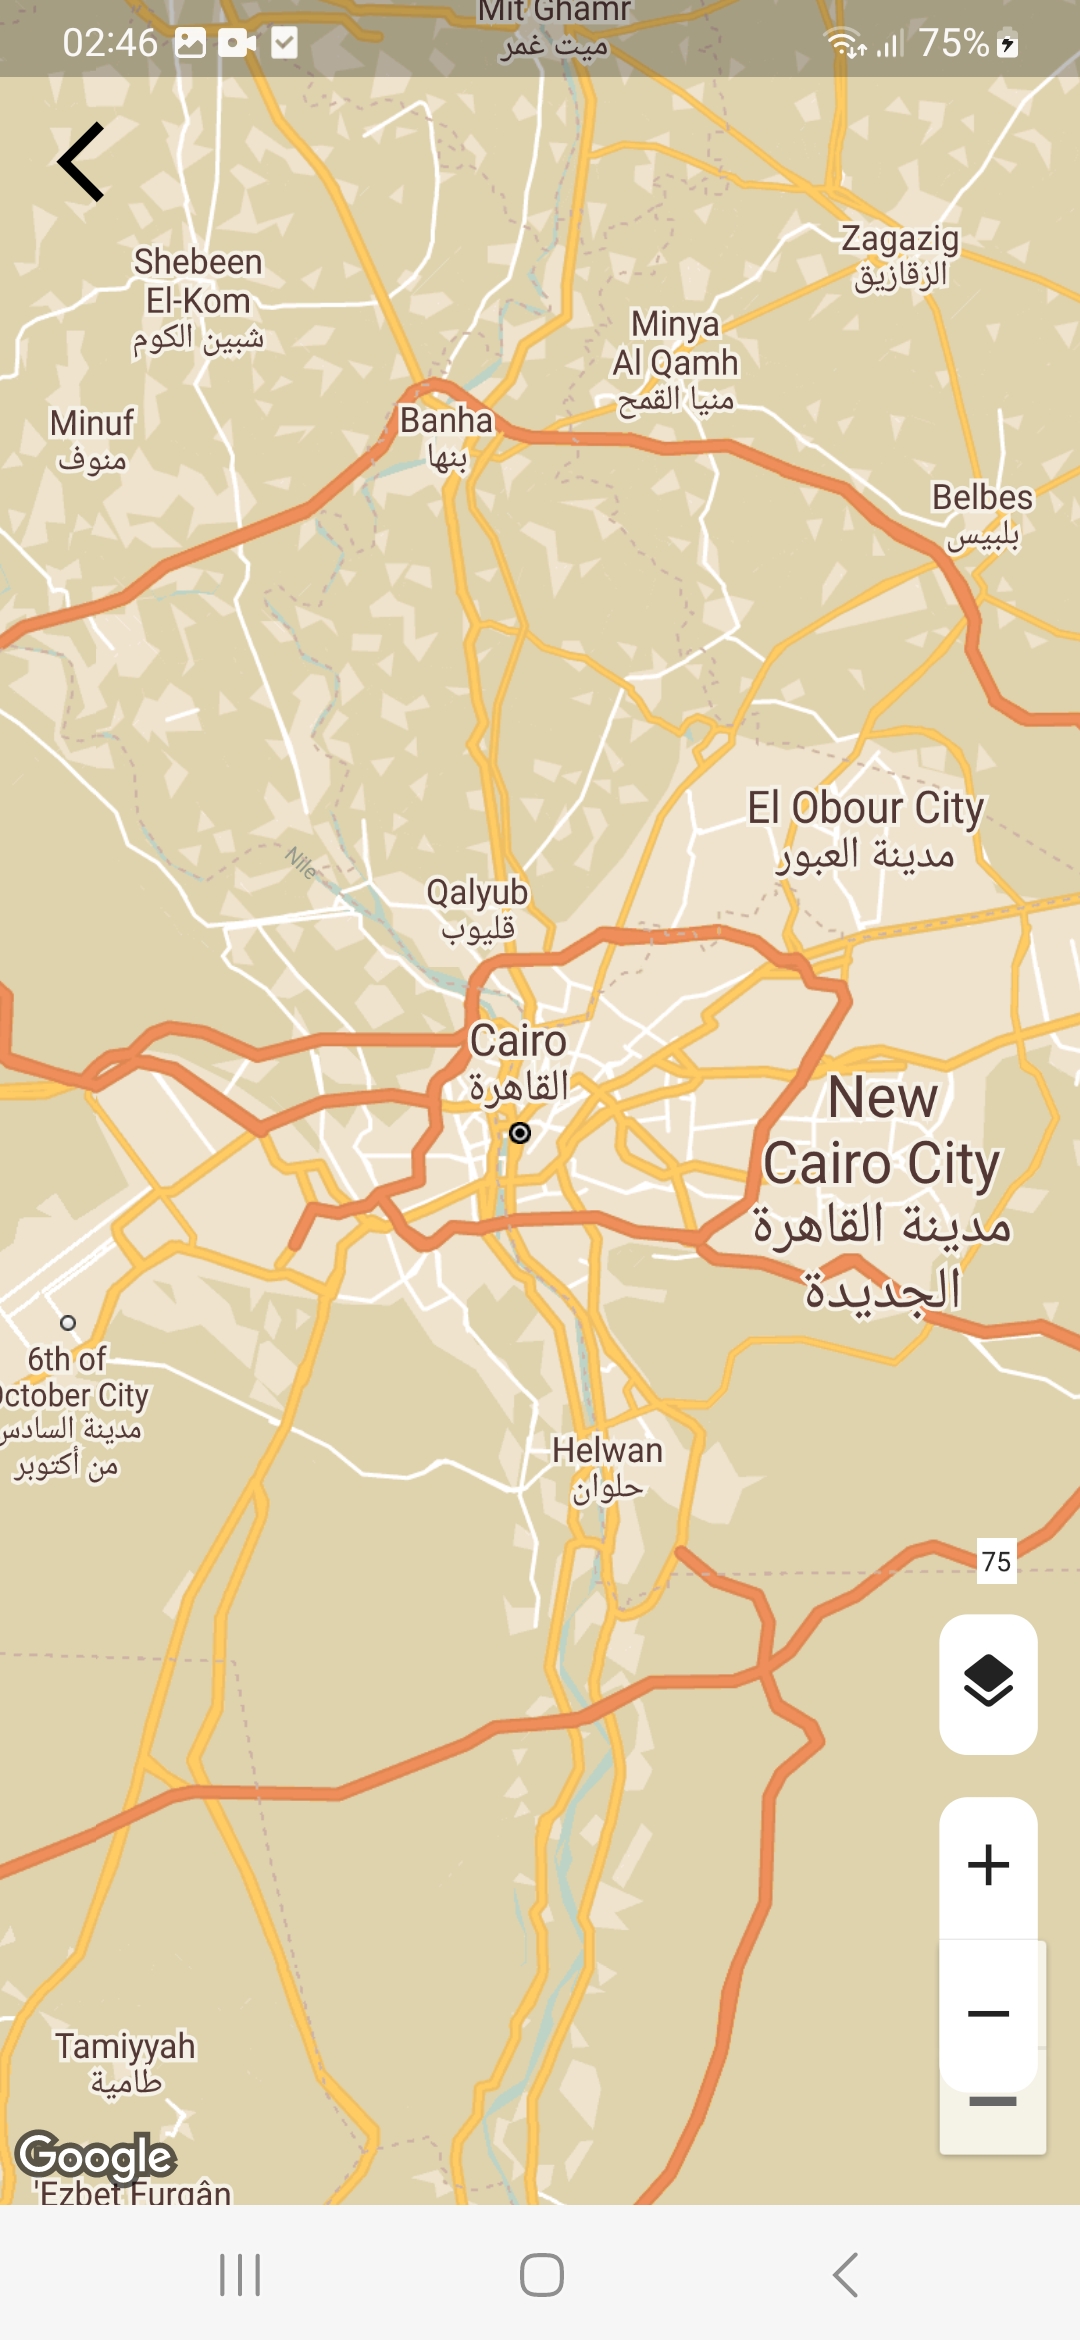 Mit Ghamr
02:46
75%
ميت غمر
Zagazig
الزقازيق
Shebeen
El-Kom
شبين الكوم
Minya
Al Qamh
منيا القمح
Minuf
منوف
Banha
بنها
Belbes
بلبيس
El Obour City
مدينة العبور
Nile
Qalyub
قليوب
Cairo
القاهرة
New
Cairo City
مدينة القاهرة
الجديدة
6th of
October City
مدينة السادس
من أكتوبر
Helwan
حلوان
75
Tamiyyah
طامية
Google
'Ezbet Furqân